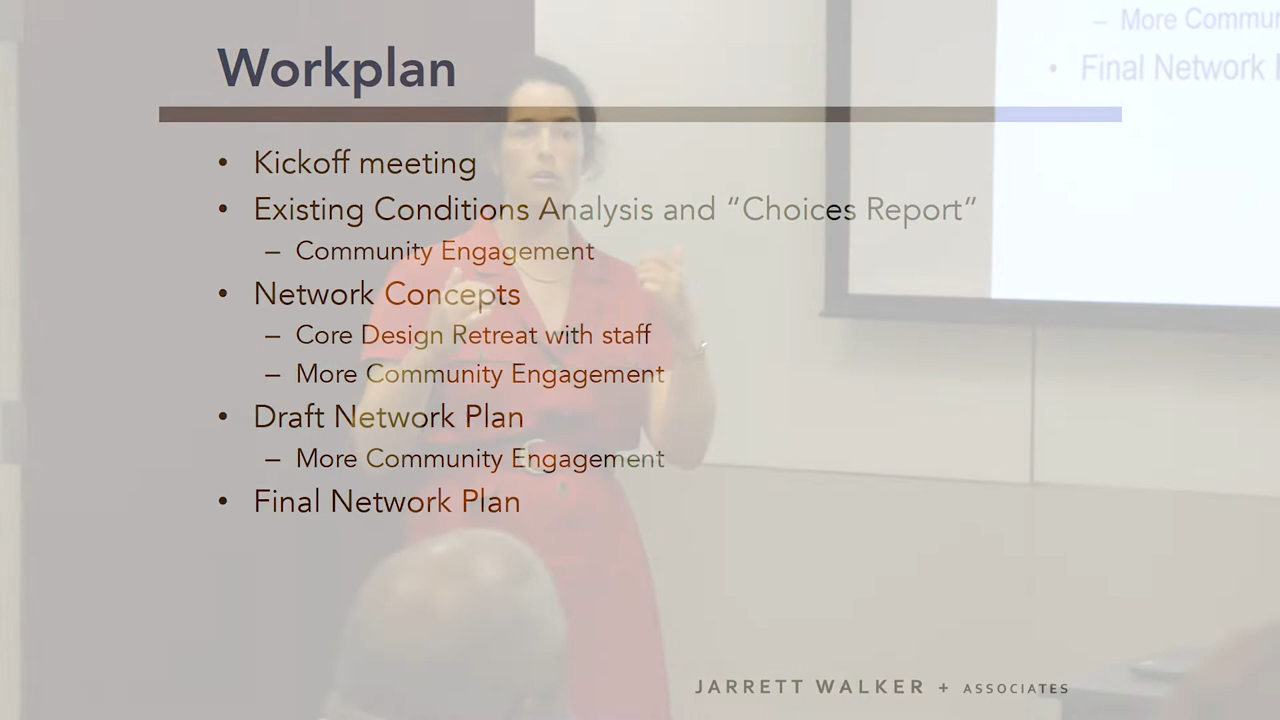 Workplan
• Kickoff meeting
• Existing Conditions Analysis and “Choices Report”
– Community Engagement
• Network Concepts
– Core Design Retreat with staff
– More Community Engagement
• Draft Network Plan
– More Community Engagement
• Final Network Plan
JARRETT WALKER + ASSOCIATES
– More Commun
• Final Network